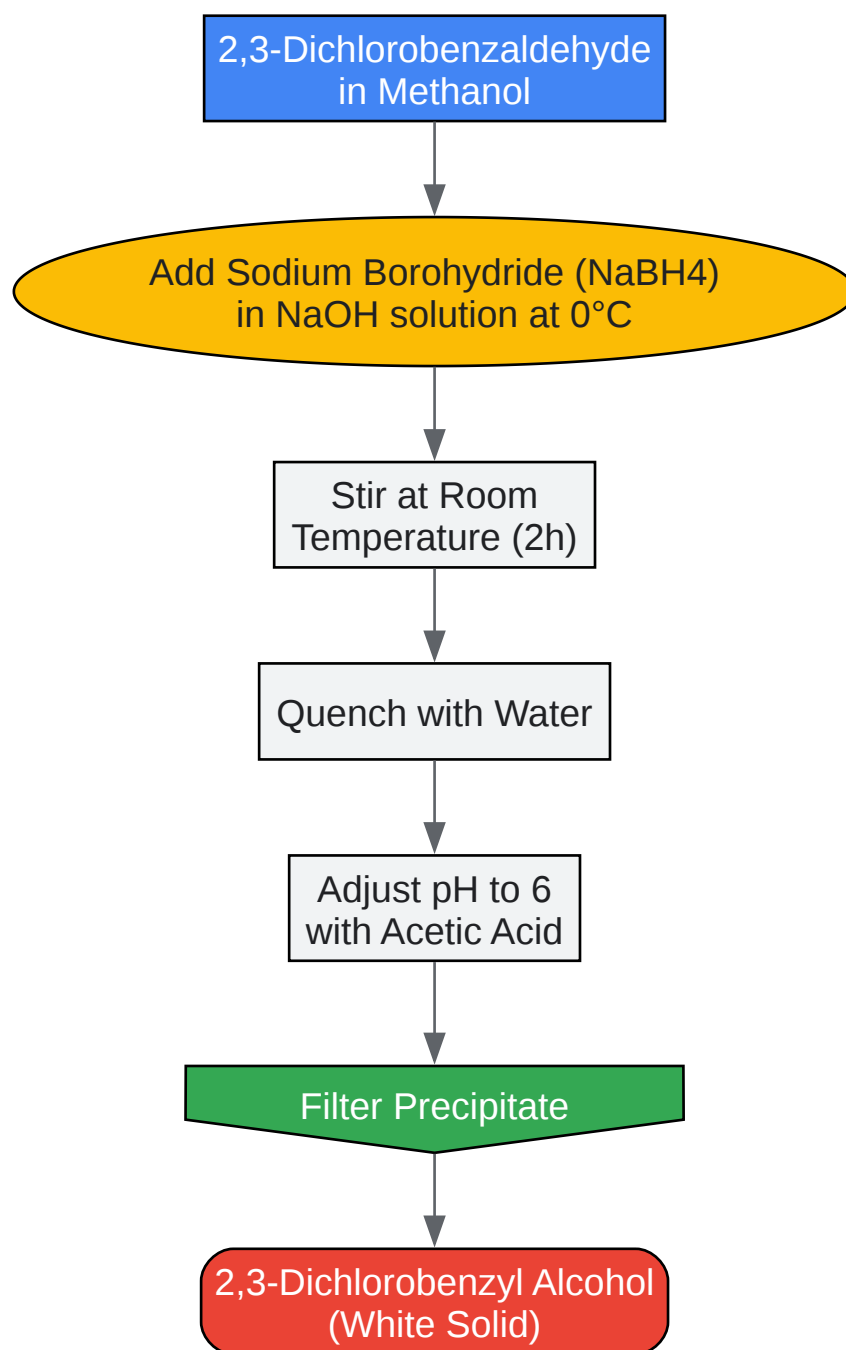 2,3-Dichlorobenzaldehyde
in Methanol
Add Sodium Borohydride (NaBH4)
in NaOH solution at 0°C
Stir at Room
Temperature (2h)
Quench with Water
Adjust pH to 6
with Acetic Acid
Filter Precipitate
2,3-Dichlorobenzyl Alcohol
(White Solid)